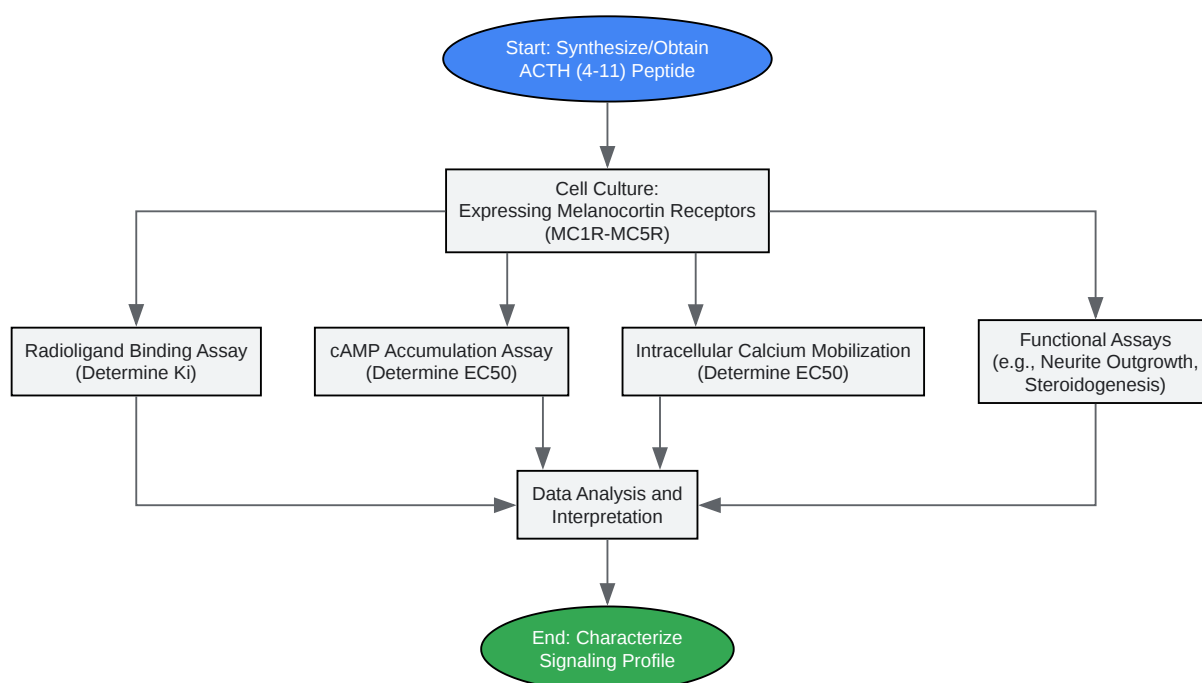 Start: Synthesize/Obtain
ACTH (4-11) Peptide
Cell Culture:
Expressing Melanocortin Receptors
(MC1R-MC5R)
Radioligand Binding Assay
(Determine Ki)
cAMP Accumulation Assay
(Determine EC50)
Intracellular Calcium Mobilization
(Determine EC50)
Functional Assays
(e.g., Neurite Outgrowth,
Steroidogenesis)
Data Analysis and
Interpretation
End: Characterize
Signaling Profile